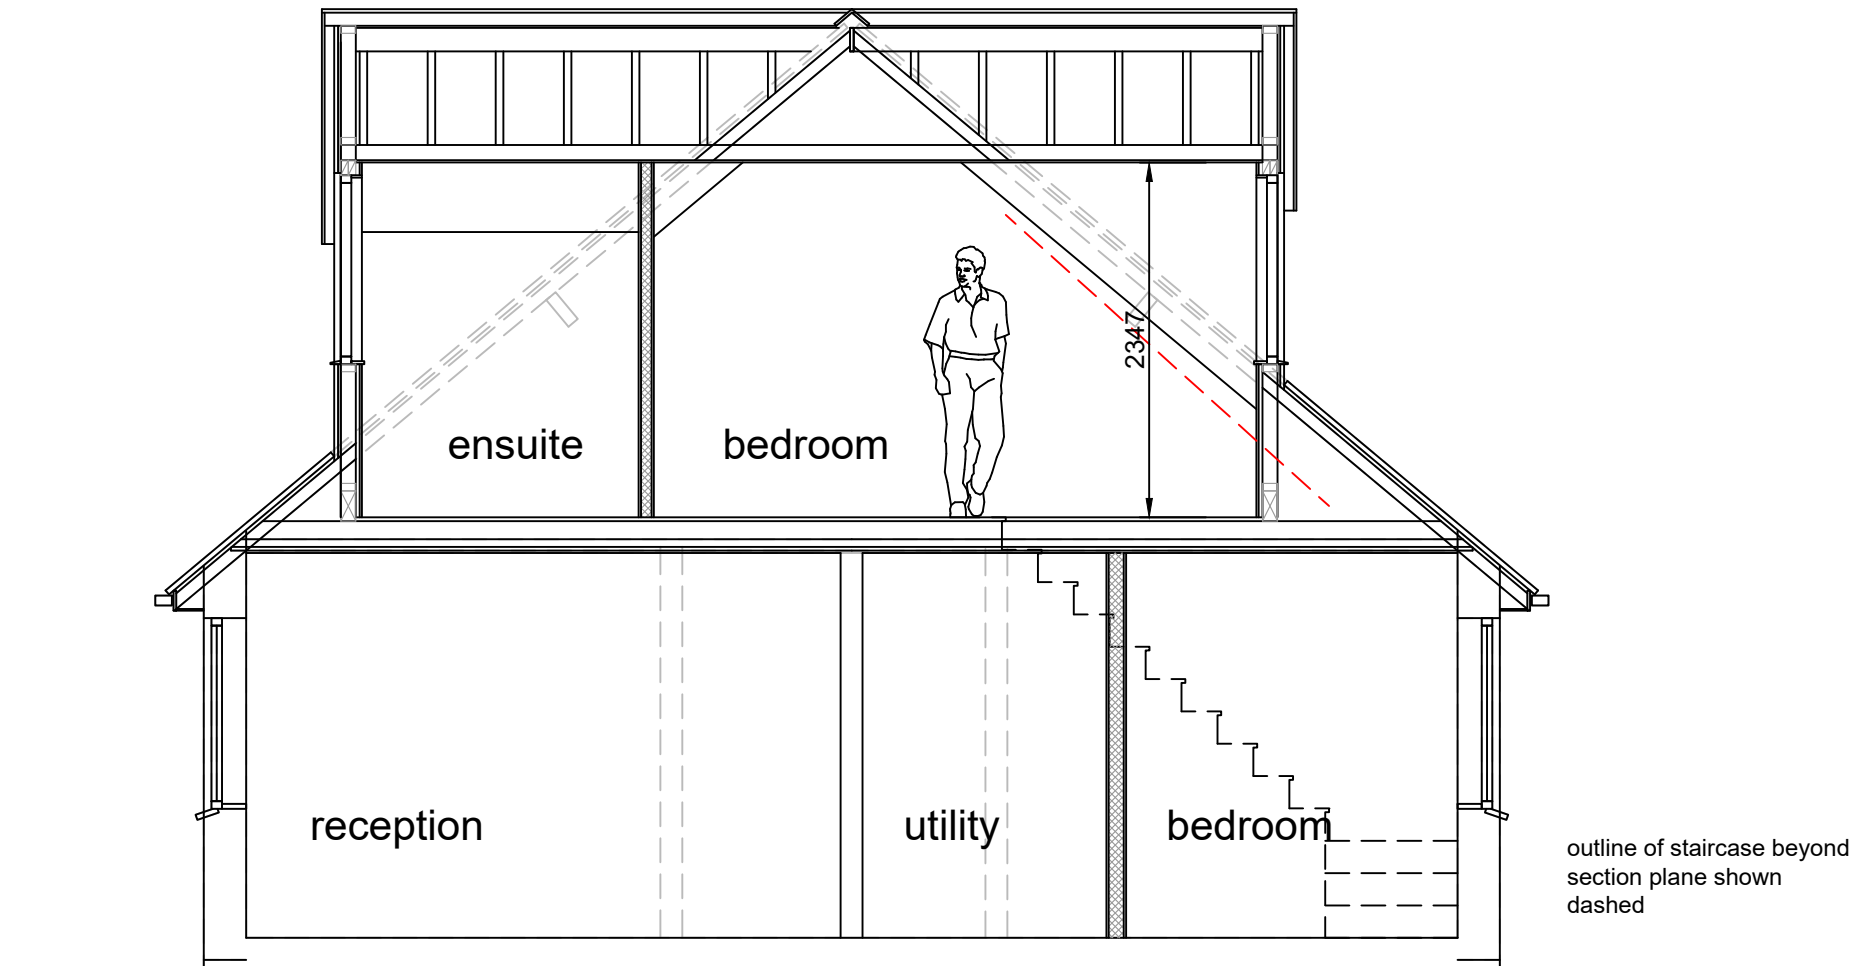 2347
ensuite
bedroom
reception
utility
bedroom
outline of staircase beyond
section plane shown
dashed